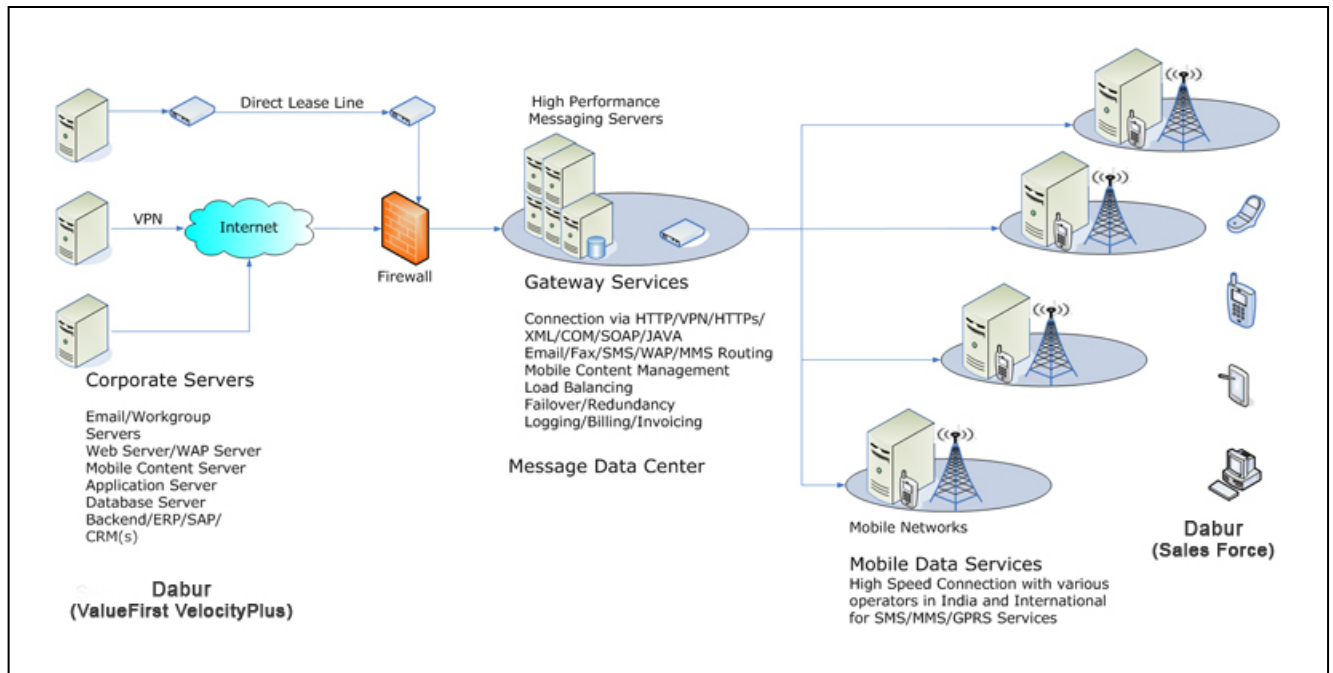 Direct Lease Line
High Performance
Messaging Servers
VPN
Internet
Firewall
Gateway Services
Connection via HTTP/VPN/HTTPs/
XML/COM/SOAP/JAVA
Email/Fax/SMS/WAP/MMS Routing
Mobile Content Management
Load Balancing
Failover/Redundancy
Logging/Billing/Invoicing
Message Data Center
Corporate Servers
Email/Workgroup
Servers
Web Server/WAP Server
Mobile Content Server
Application Server
Database Server
Backend/ERP/SAP/
CRM(s)
Dabur
(ValueFirst VelocityPlus)
Mobile Networks
Mobile Data Services
High Speed Connection with various
operators in India and International
for SMS/MMS/GPRS Services
Dabur
(Sales Force)